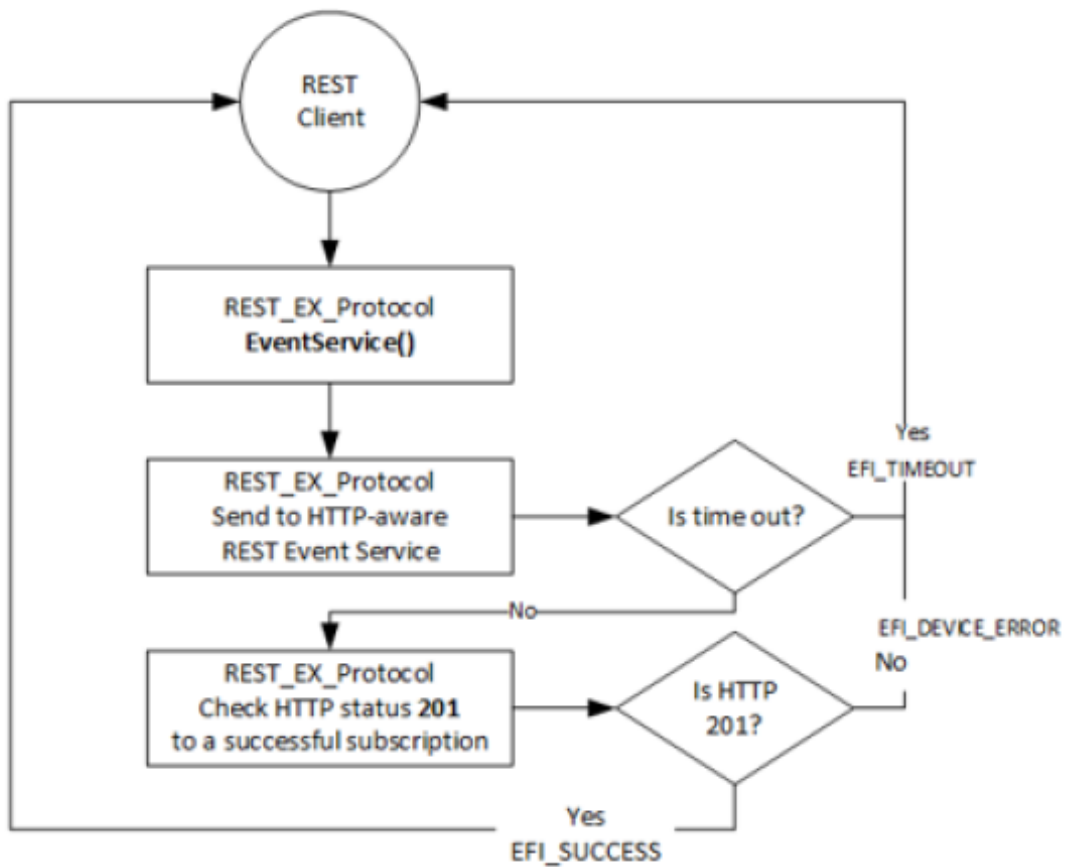 REST
Client
REST_EX_Protocol
EventService()
REST_EX_Protocol
Send to HTTP-aware
REST Event Service
Is time out?
Yes
EFI_TIMEOUT
No
EFI_DEVICE_ERROR
No
REST_EX_Protocol
Check HTTP status 201
to a successful subscription
Is HTTP
201?
Yes
EFI_SUCCESS